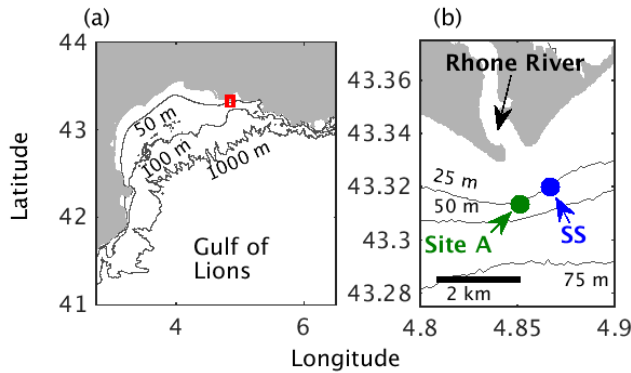 (a)
44
43
42
41
4
6
50 m
100 m
1000 m
Gulf of
Lions
Latitude
Longitude
(b)
43.36
43.34
43.32
43.3
43.28
4.8
4.85
4.9
Rhone River
25 m
50 m
Site A
SS
75 m
2 km